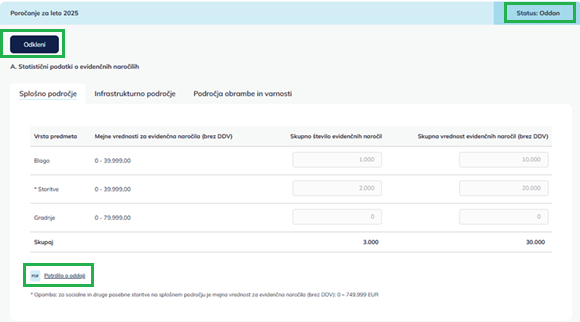 Poročanje za leto 2025
Status: Oddan
Odkleni
A. Statistični podatki o evidenčnih naročilih
Splošno področje Infrastrukturno področje Področja obrambe in varnosti
Vrsta predmeta Mejne vrednosti za evidenčna naročila (brez DDV) Skupno število evidenčnih naročil Skupna vrednost evidenčnih naročil (brez DDV)
Blago 0 - 39.999,00 1.000 10.000
* Storitve 0 - 39.999,00 2.000 20.000
Gradnje 0 - 79.999,00 0 0
Skupaj 3.000 30.000
PDF Potrdilo o oddaji
* Opomba: za socialne in druge posebne storitve na splošnem področju je mejna vrednost za evidenčna naročila (brez DDV): 0 – 749.999 EUR